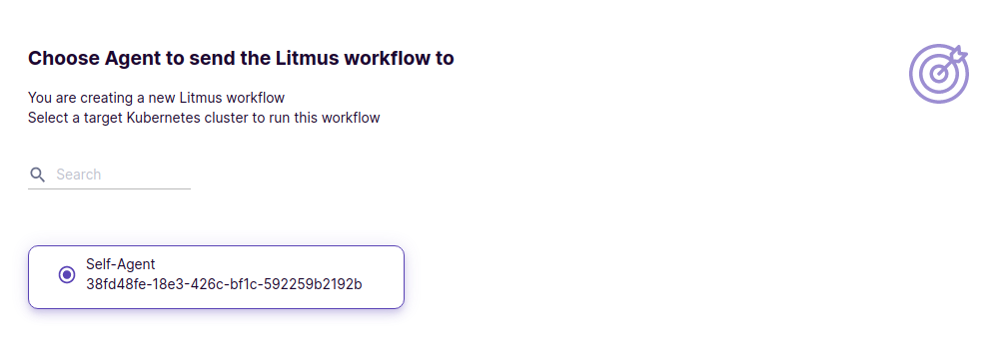 Choose Agent to send the Litmus workflow to
You are creating a new Litmus workflow
Select a target Kubernetes cluster to run this workflow
Search
Self-Agent
38fd48fe-18e3-426c-bf1c-592259b2192b